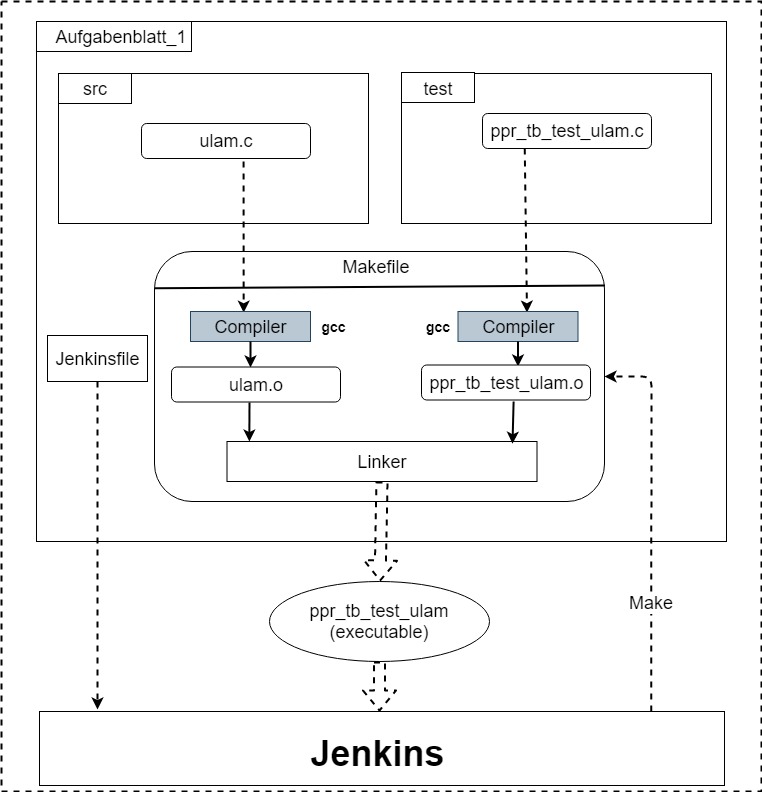 Aufgabenblatt_1
src
test
ulam.c
ppr_tb_test_ulam.c
Makefile
Compiler
gcc
gcc
Compiler
Jenkinsfile
ulam.o
ppr_tb_test_ulam.o
Linker
ppr_tb_test_ulam
(executable)
Make
Jenkins